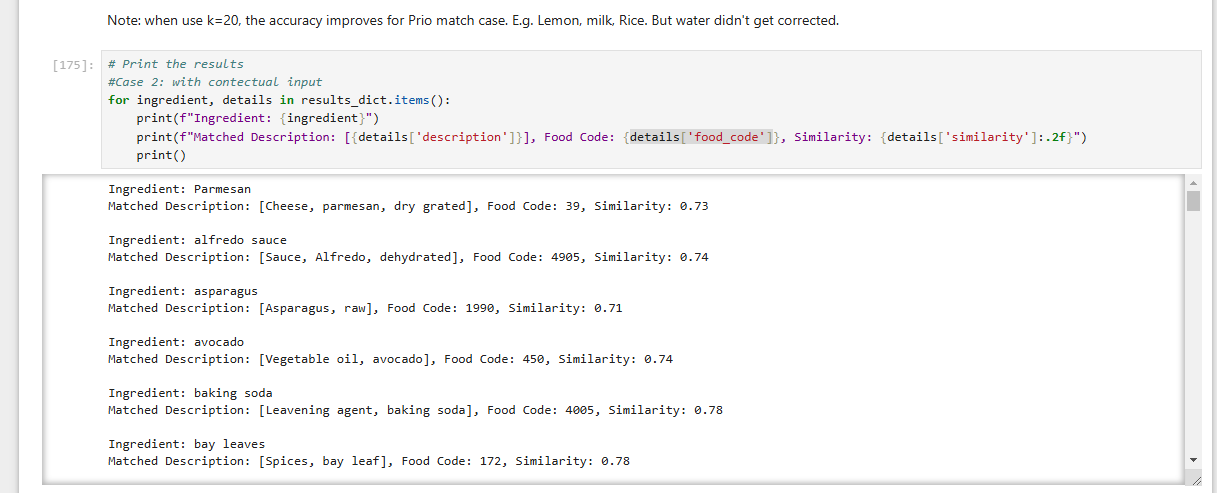 Note: when use k=20, the accuracy improves for Prio match case. E.g. Lemon, milk, Rice. But water didn't get corrected.
[175]: # Print the results
#Case 2: with contectual input
for ingredient, details in results_dict.items():
    print(f"Ingredient: {ingredient}")
    print(f"Matched Description: [{details['description']}], Food Code: {details['food_code']}, Similarity: {details['similarity']:.2f}")
    print()
Ingredient: Parmesan
Matched Description: [Cheese, parmesan, dry grated], Food Code: 39, Similarity: 0.73
Ingredient: alfredo sauce
Matched Description: [Sauce, Alfredo, dehydrated], Food Code: 4905, Similarity: 0.74
Ingredient: asparagus
Matched Description: [Asparagus, raw], Food Code: 1990, Similarity: 0.71
Ingredient: avocado
Matched Description: [Vegetable oil, avocado], Food Code: 450, Similarity: 0.74
Ingredient: baking soda
Matched Description: [Leavening agent, baking soda], Food Code: 4005, Similarity: 0.78
Ingredient: bay leaves
Matched Description: [Spices, bay leaf], Food Code: 172, Similarity: 0.78